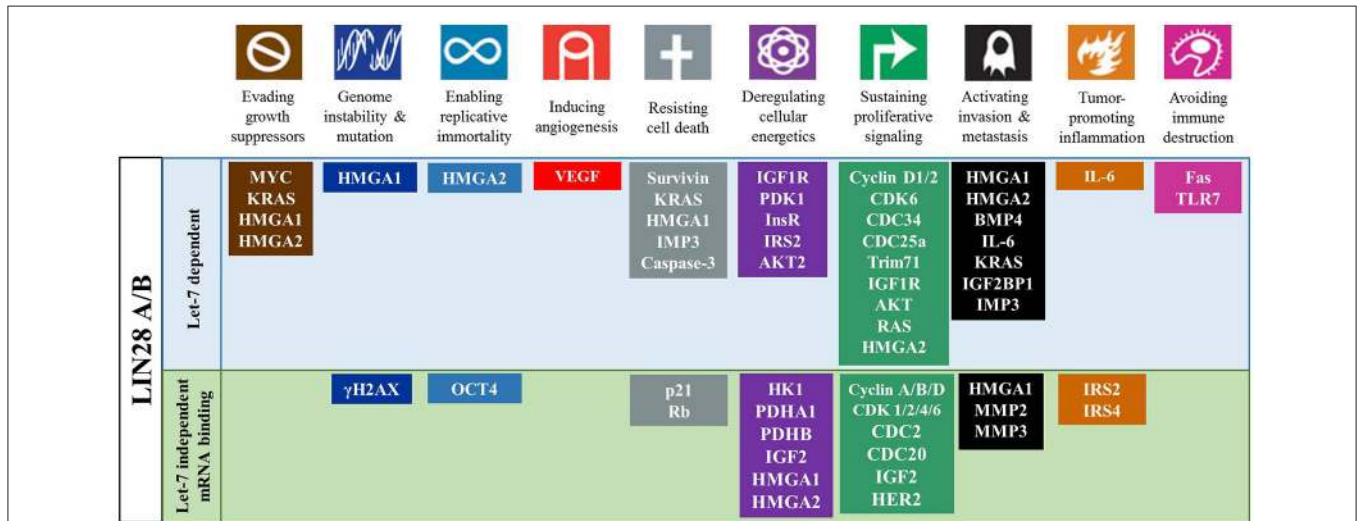 Evading
growth
suppressors
Genome
instability &
mutation
Enabling
replicative
immortality
Inducing
angiogenesis
Resisting
cell death
Deregulating
cellular
energetics
Sustaining
proliferative
signaling
Activating
invasion &
metastasis
Tumor-
promoting
inflammation
Avoiding
immune
destruction
LIN28 A/B
Let-7 dependent
MYC
KRAS
HMGA1
HMGA2
HMGA1
HMGA2
VEGF
Survivin
KRAS
HMGA1
IMP3
Caspase-3
IGF1R
PDK1
InsR
IRS2
AKT2
Cyclin D1/2
CDK6
CDC34
CDC25a
Trim71
IGF1R
AKT
RAS
HMGA2
HMGA1
HMGA2
BMP4
IL-6
KRAS
IGF2BP1
IMP3
IL-6
Fas
TLR7
Let-7 independent
mRNA binding
γH2AX
OCT4
p21
Rb
HK1
PDHA1
PDHB
IGF2
HMGA1
HMGA2
Cyclin A/B/D
CDK 1/2/4/6
CDC2
CDC20
IGF2
HER2
HMGA1
MMP2
MMP3
IRS2
IRS4